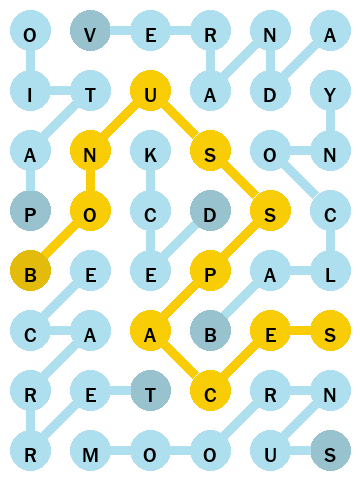 O V E R N A
I T U A D Y
A N K S O N
P O C D S C
B E E P A L
C A A B E S
R E T C R N
R M O O U S